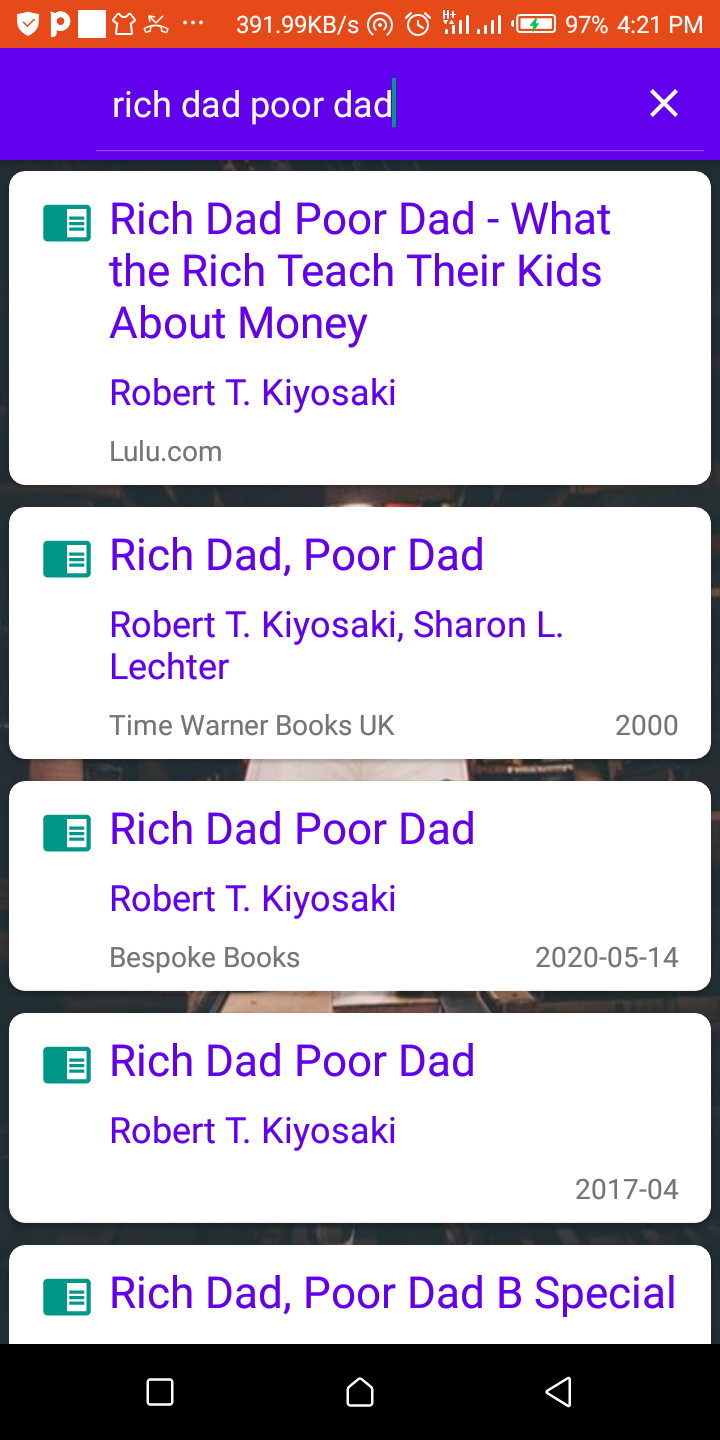 391.99KB/s H+ 97% 4:21 PM
rich dad poor dad
Rich Dad Poor Dad - What
the Rich Teach Their Kids
About Money
Robert T. Kiyosaki
Lulu.com
Rich Dad, Poor Dad
Robert T. Kiyosaki, Sharon L.
Lechter
Time Warner Books UK 2000
Rich Dad Poor Dad
Robert T. Kiyosaki
Bespoke Books 2020-05-14
Rich Dad Poor Dad
Robert T. Kiyosaki
2017-04
Rich Dad, Poor Dad B Special